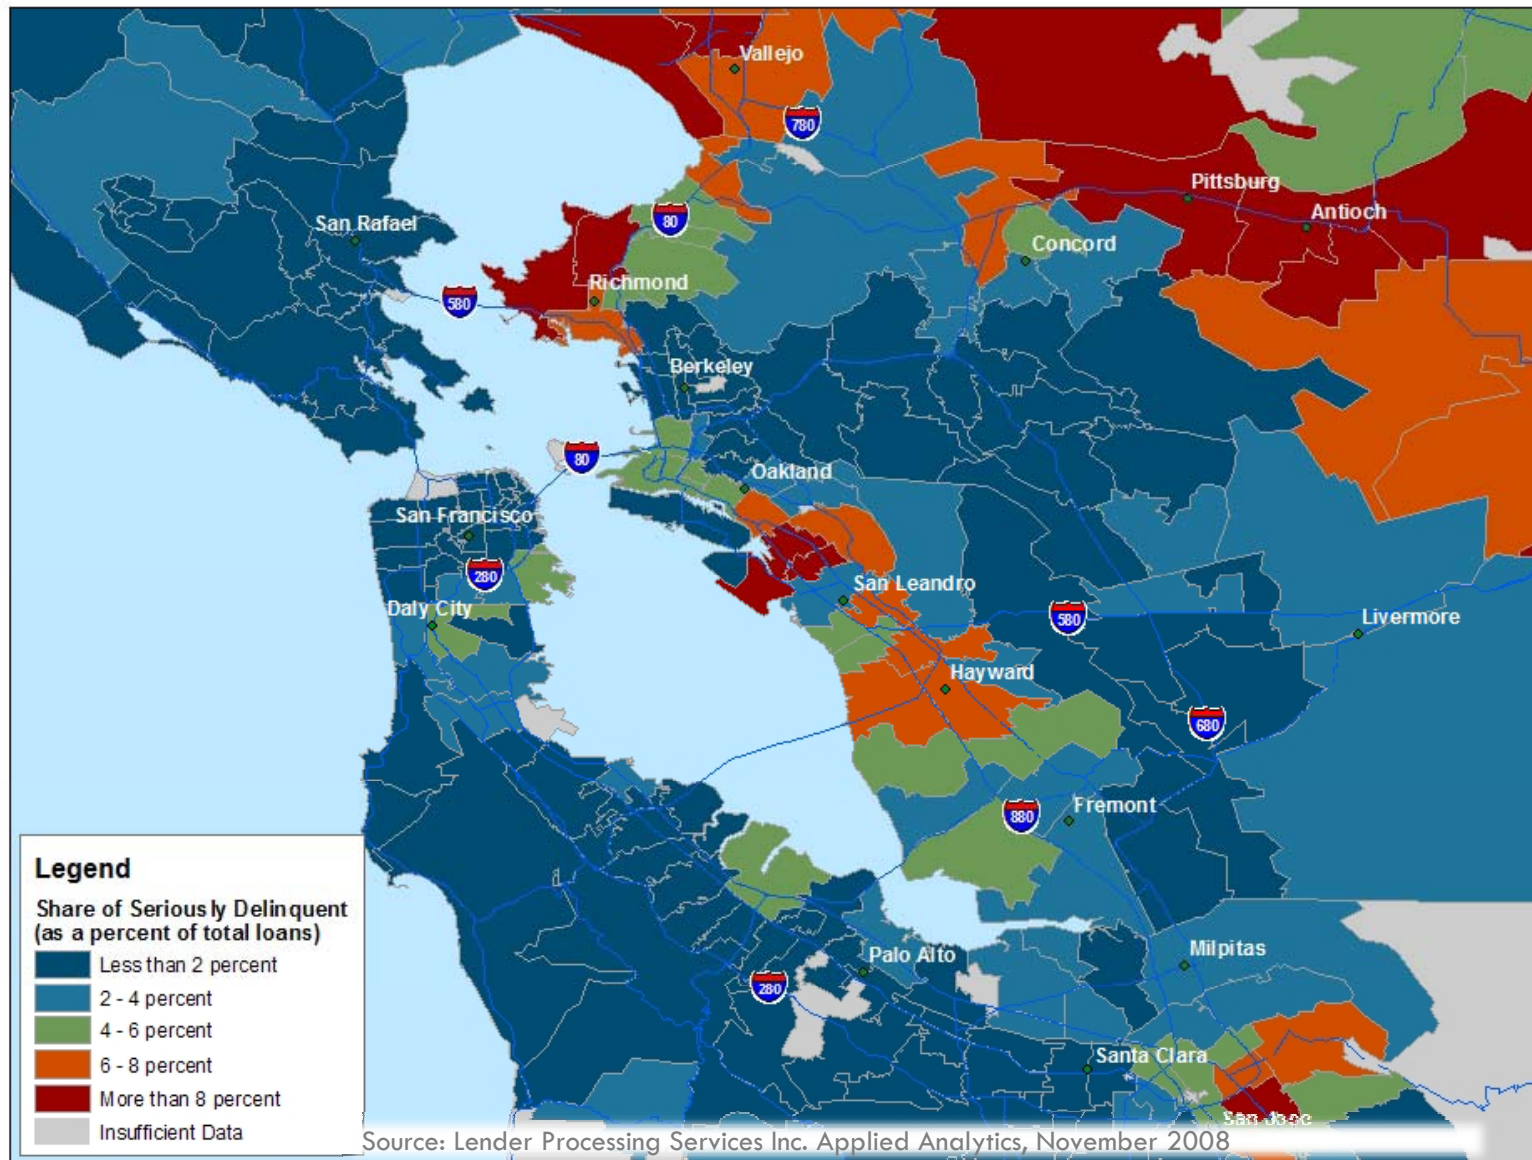 Vallejo
780
Pittsburg
Antioch
80
San Rafael
Concord
Richmond
580
Berkeley
80
Oakland
San Francisco
280
San Leandro
Daly City
580
Livermore
Hayward
680
880
Fremont
Legend
Share of Seriously Delinquent
(as a percent of total loans)
Less than 2 percent
2 - 4 percent
4 - 6 percent
6 - 8 percent
More than 8 percent
Insufficient Data
Palo Alto
Milpitas
280
Santa Clara
San Jose
Source: Lender Processing Services Inc. Applied Analytics, November 2008